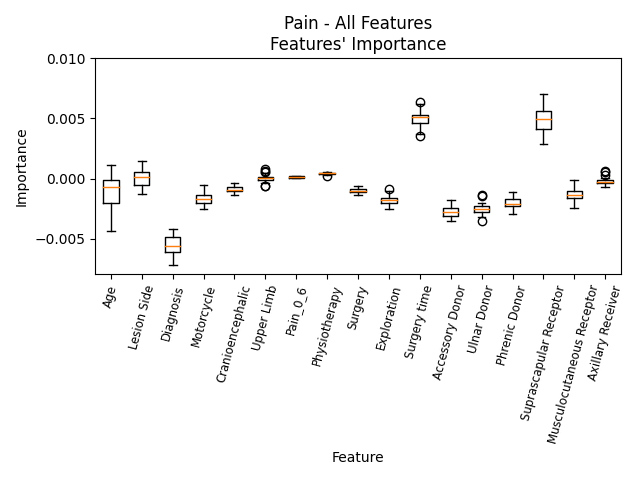 Pain - All Features
Features' Importance
0.010
0.005
0.000
−0.005
Importance
Age
Lesion Side
Diagnosis
Motorcycle
Cranioencephalic
Upper Limb
Pain_0_6
Physiotherapy
Surgery
Exploration
Surgery time
Accessory Donor
Ulnar Donor
Phrenic Donor
Suprascapular Receptor
Musculocutaneous Receptor
Axillary Receiver
Feature